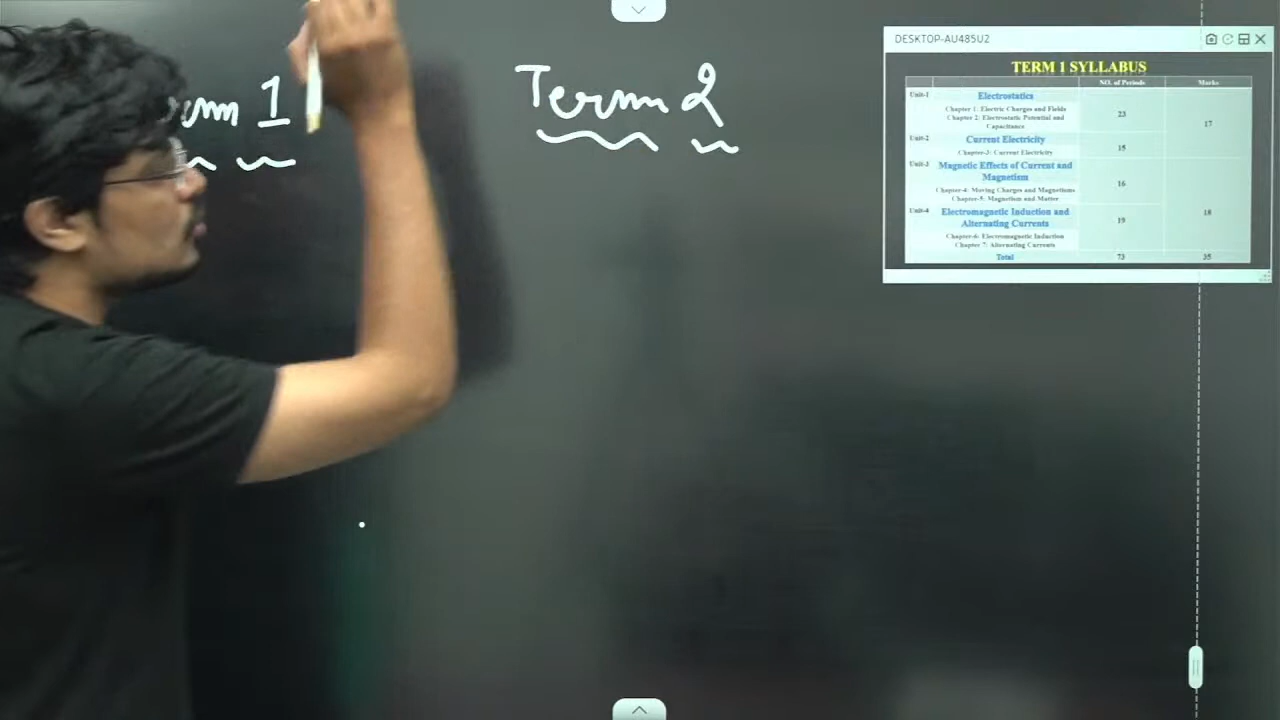 Term 2
1
DESKTOP-AU485U2
TERM 1 SYLLABUS
NO. of Periods Marks
Unit-1 Electrostatics
Chapter 1: Electric Charges and Fields
Chapter 2: Electrostatic Potential and
Capacitance
23
17
Unit-2 Current Electricity
Chapter-3: Current Electricity
15
Unit-3 Magnetic Effects of Current and
Magnetism
Chapter-4: Moving Charges and Magnetisms
Chapter-5: Magnetism and Matter
16
Unit-4 Electromagnetic Induction and
Alternating Currents
Chapter-6: Electromagnetic Induction
Chapter 7: Alternating Currents
19
18
Total 73 35